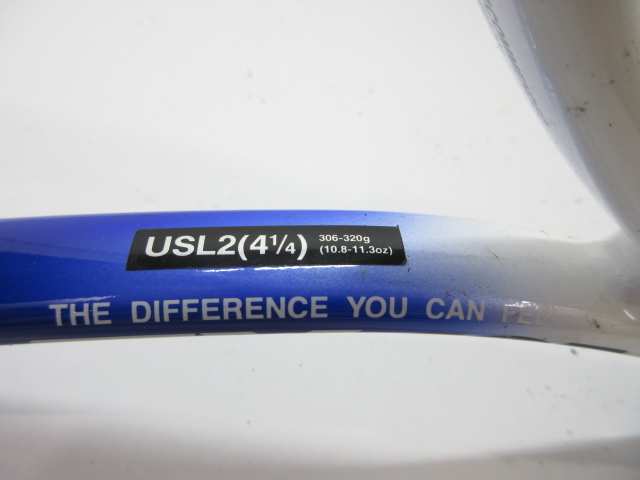 USL2(4¼) 306-320g
(10.8-11.3oz)
THE DIFFERENCE YOU CAN